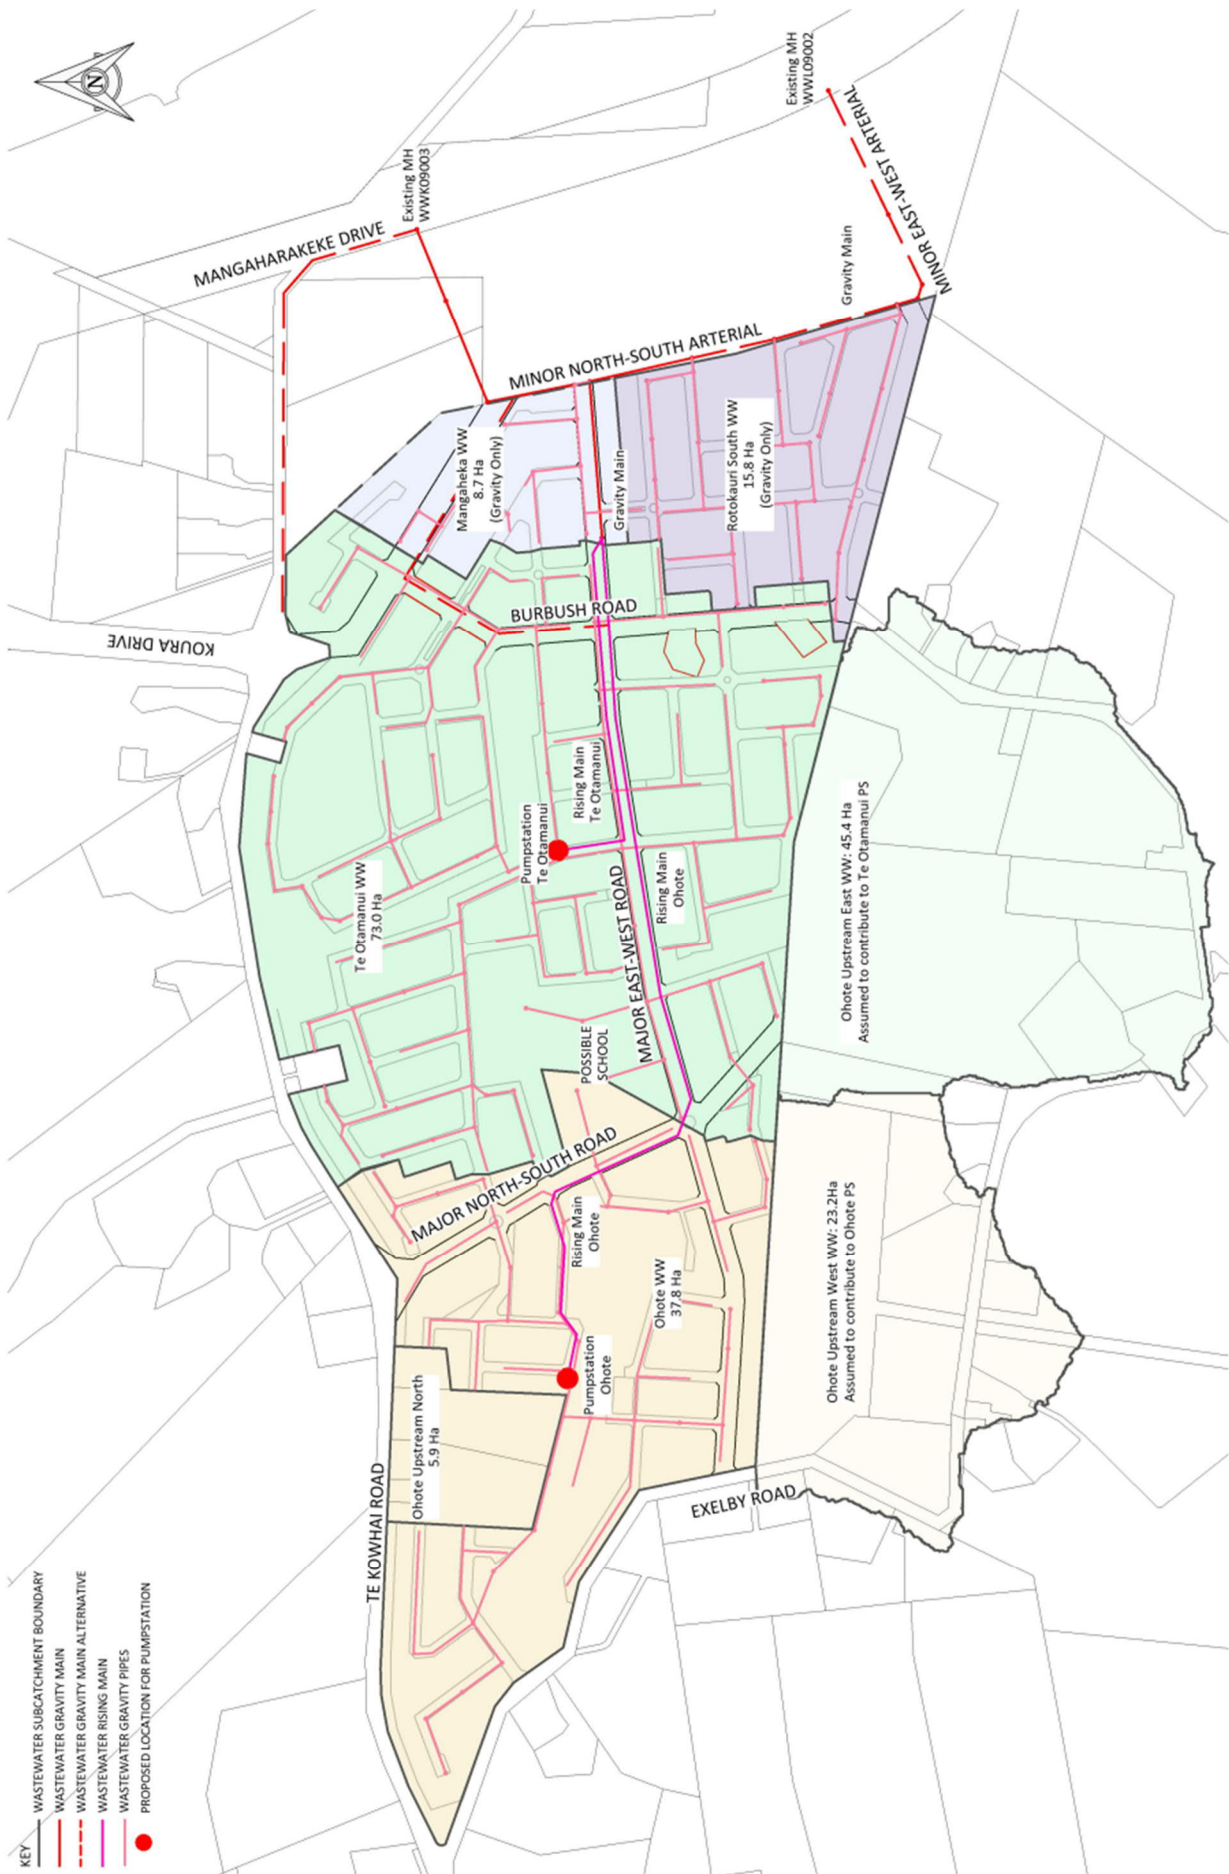 KEY
WASTEWATER SUBCATCHMENT BOUNDARY
WASTEWATER GRAVITY MAIN
WASTEWATER GRAVITY MAIN ALTERNATIVE
WASTEWATER RISING MAIN
WASTEWATER GRAVITY PIPES
PROPOSED LOCATION FOR PUMPSTATION
N
TE KOWHAI ROAD
Ohote Upstream North
5.9 Ha
MAJOR NORTH-SOUTH ROAD
Rising Main
Ohote
Pumpstation
Ohote
Ohote WW
37.8 Ha
EXELBY ROAD
Ohote Upstream West WW: 23.2Ha
Assumed to contribute to Ohote PS
Te Otamanui WW
73.0 Ha
POSSIBLE
SCHOOL
MAJOR EAST-WEST ROAD
Pumpstation
Te Otamanui
Rising Main
Te Otamanui
Rising Main
Ohote
Ohote Upstream East WW: 45.4 Ha
Assumed to contribute to Te Otamanui PS
KOURA DRIVE
BURBUSH ROAD
Mangaheka WW
8.7 Ha
(Gravity Only)
Gravity Main
Rotokauri South WW
15.8 Ha
(Gravity Only)
MINOR NORTH-SOUTH ARTERIAL
MANGAHARAKEKE DRIVE
Existing MH
WWK09003
Gravity Main
MINOR EAST-WEST ARTERIAL
Existing MH
WWL09002